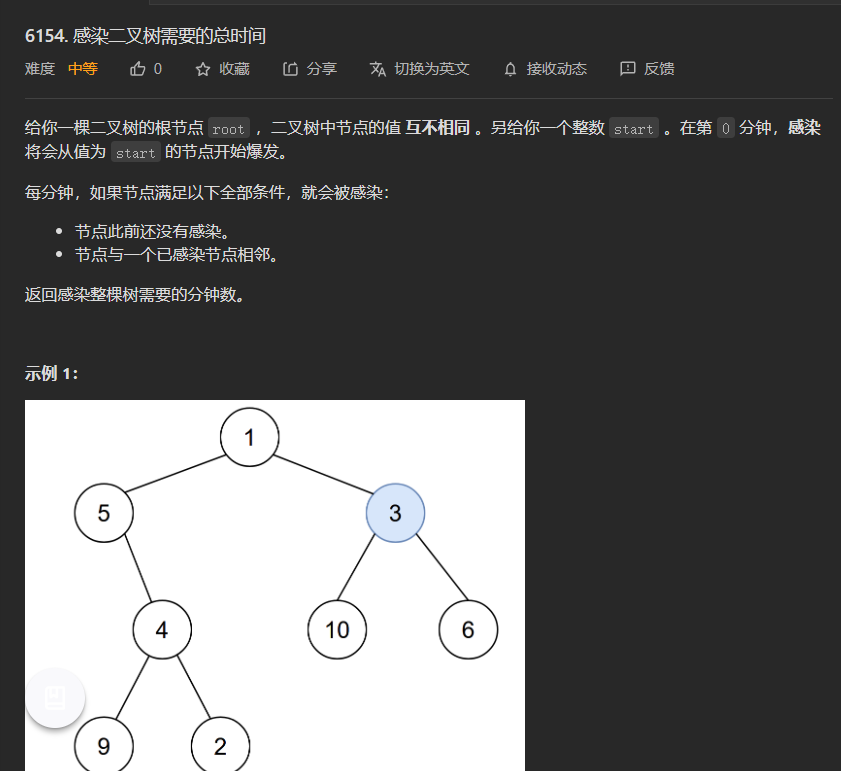 6154. 感染二叉树需要的总时间
难度 中等 0 收藏 分享 切换为英文 接收动态 反馈
给你一棵二叉树的根节点 root ，二叉树中节点的值 互不相同 。另给你一个整数 start 。在第 0 分钟，感染
将会从值为 start 的节点开始爆发。
每分钟，如果节点满足以下全部条件，就会被感染：
• 节点此前还没有感染。
• 节点与一个已感染节点相邻。
返回感染整棵树需要的分钟数。
示例 1：
1
5 3
4 10 6
9 2